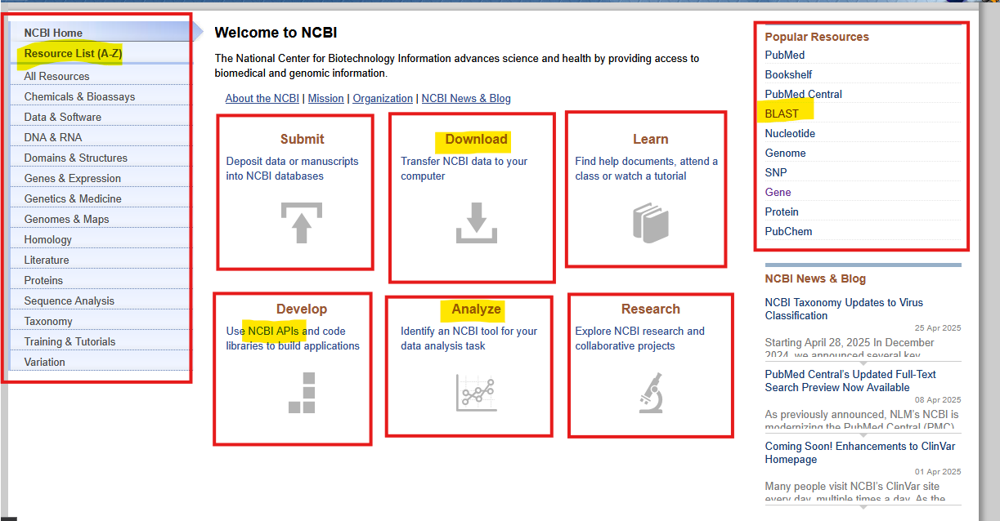 NCBI Home
Resource List (A-Z)
All Resources
Chemicals & Bioassays
Data & Software
DNA & RNA
Domains & Structures
Genes & Expression
Genetics & Medicine
Genomes & Maps
Homology
Literature
Proteins
Sequence Analysis
Taxonomy
Training & Tutorials
Variation
Welcome to NCBI
The National Center for Biotechnology Information advances science and health by providing access to
biomedical and genomic information.
About the NCBI | Mission | Organization | NCBI News & Blog
Submit
Deposit data or manuscripts
into NCBI databases
Download
Transfer NCBI data to your
computer
Learn
Find help documents, attend a
class or watch a tutorial
Develop
Use NCBI APIs and code
libraries to build applications
Analyze
Identify an NCBI tool for your
data analysis task
Research
Explore NCBI research and
collaborative projects
Popular Resources
PubMed
Bookshelf
PubMed Central
BLAST
Nucleotide
Genome
SNP
Gene
Protein
PubChem
NCBI News & Blog
NCBI Taxonomy Updates to Virus
Classification
25 Apr 2025
Starting April 28, 2025 In December
2024, we announced several key
PubMed Central's Updated Full-Text
Search Preview Now Available
08 Apr 2025
As previously announced, NLM's NCBI is
modernizing the PubMed Central (PMC)
Coming Soon! Enhancements to ClinVar
Homepage
01 Apr 2025
Many people visit NCBI's ClinVar site
every day, multiple times a day. As the